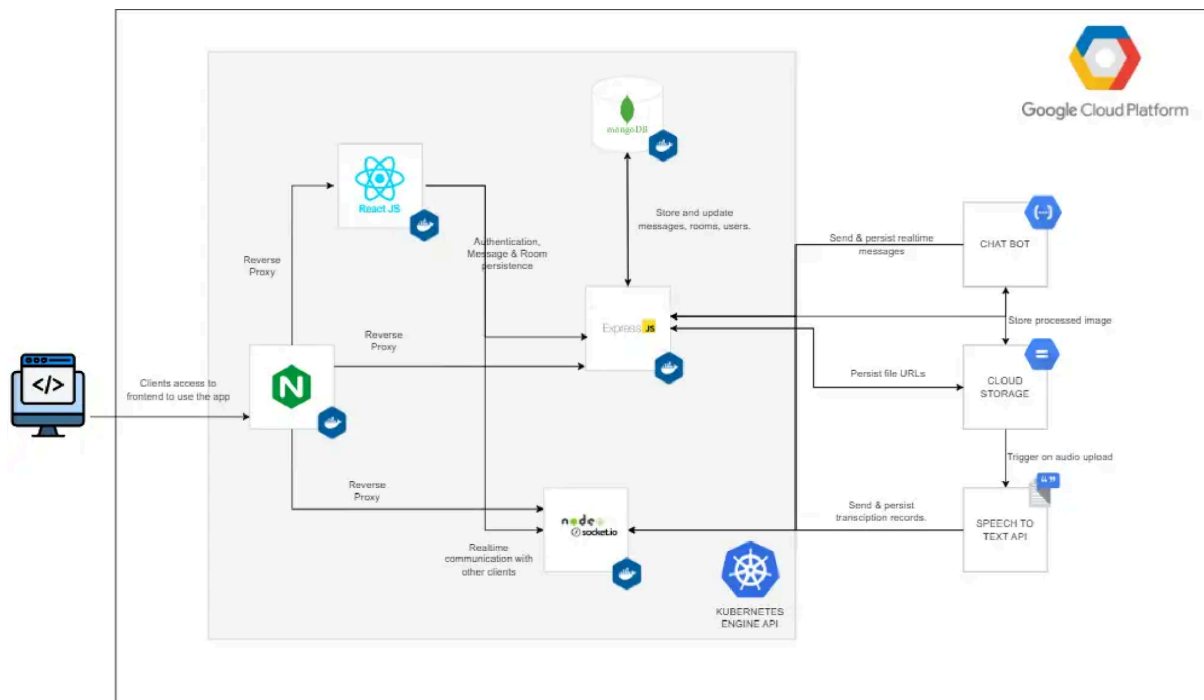 Google Cloud Platform
mongoDB
React JS
Store and update
messages, rooms, users.
Send & persist realtime
messages
CHAT BOT
Authentication,
Message & Room
persistence
Reverse
Proxy
Express JS
Store processed image
Reverse
Proxy
</>
Clients access to
frontend to use the app
N
Persist file URLs
CLOUD
STORAGE
Trigger on audio upload
Reverse
Proxy
node
socket.io
Send & persist
transciption records.
SPEECH TO
TEXT API
Realtime
communication with
other clients
KUBERNETES
ENGINE API